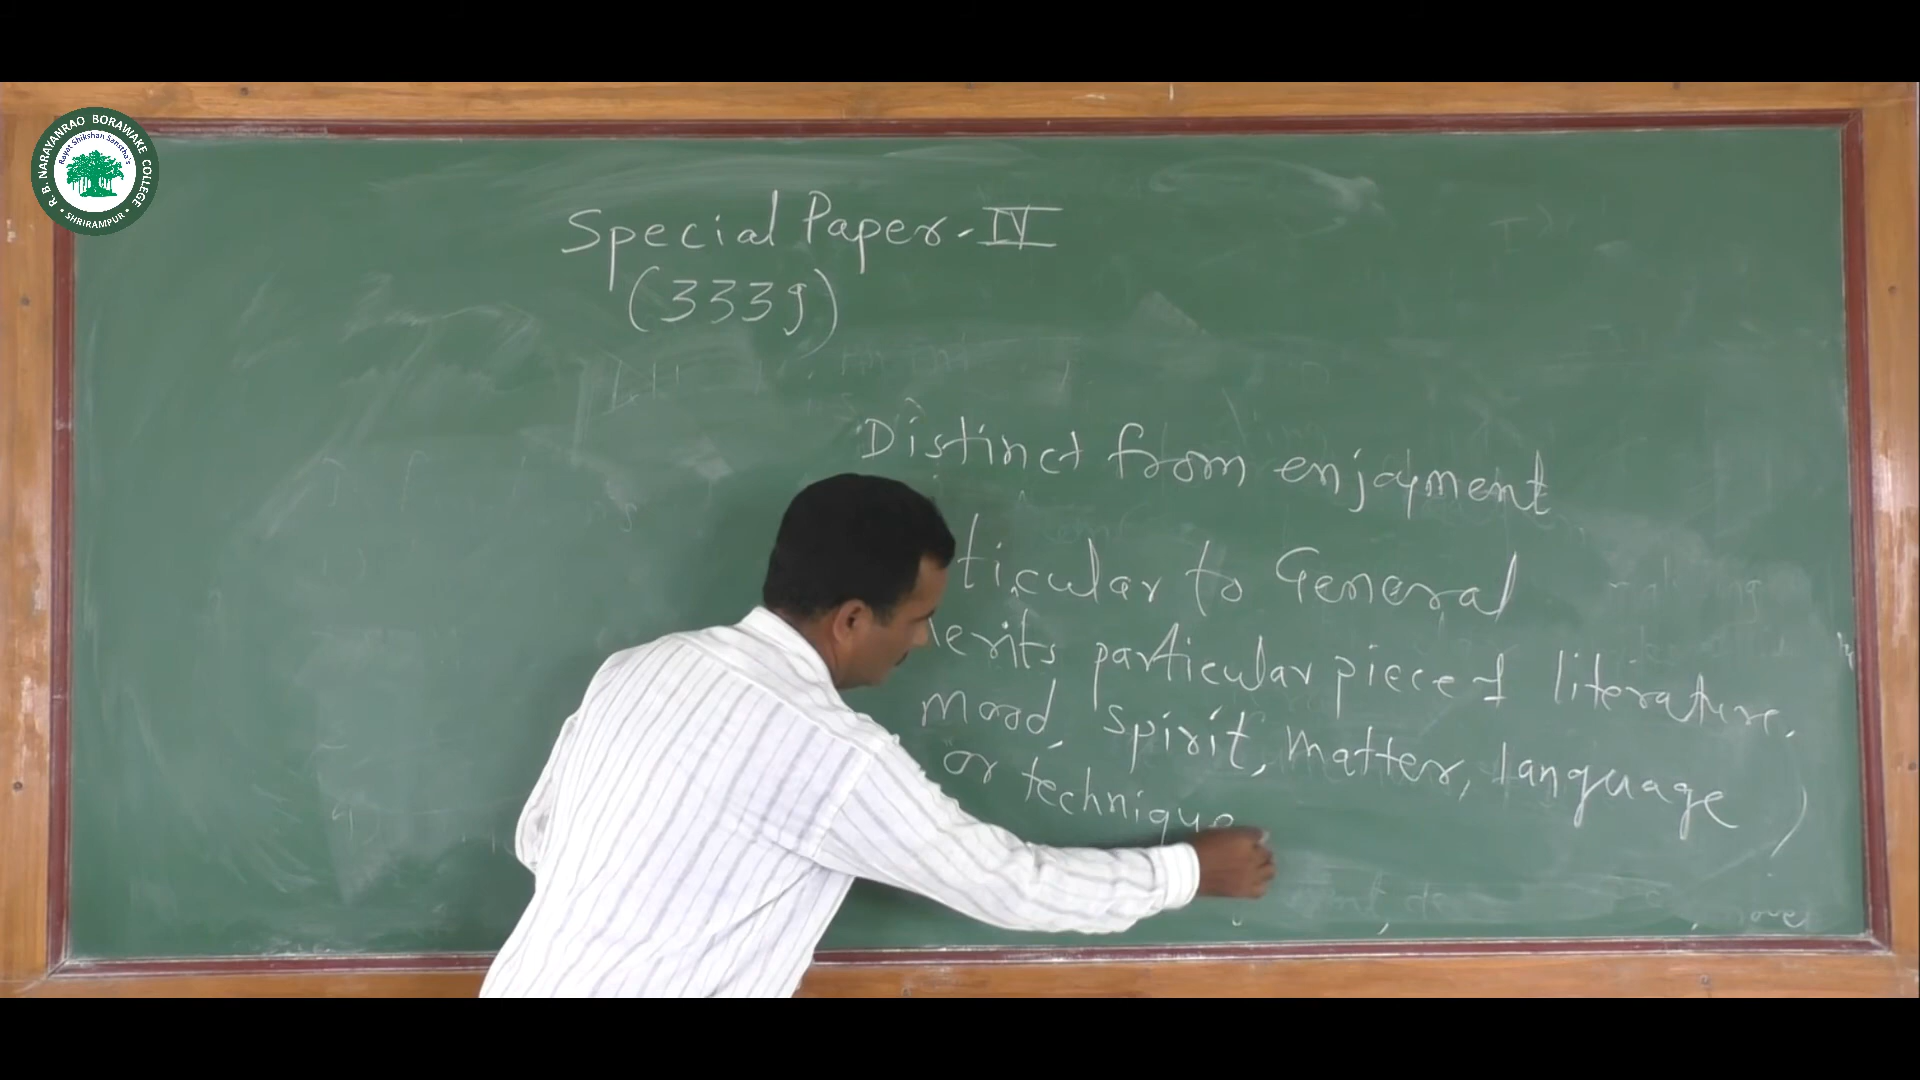 R. B. NARAYANRAO BORAWAKE COLLEGE
Rayat Shikshan Sanstha's
• SHRIRAMPUR •
Special Paper - IV
(3339)
Distinct from enjoyment
ticular to General
erits particular piece of literature.
mood, spirit, matter, language )
or technique